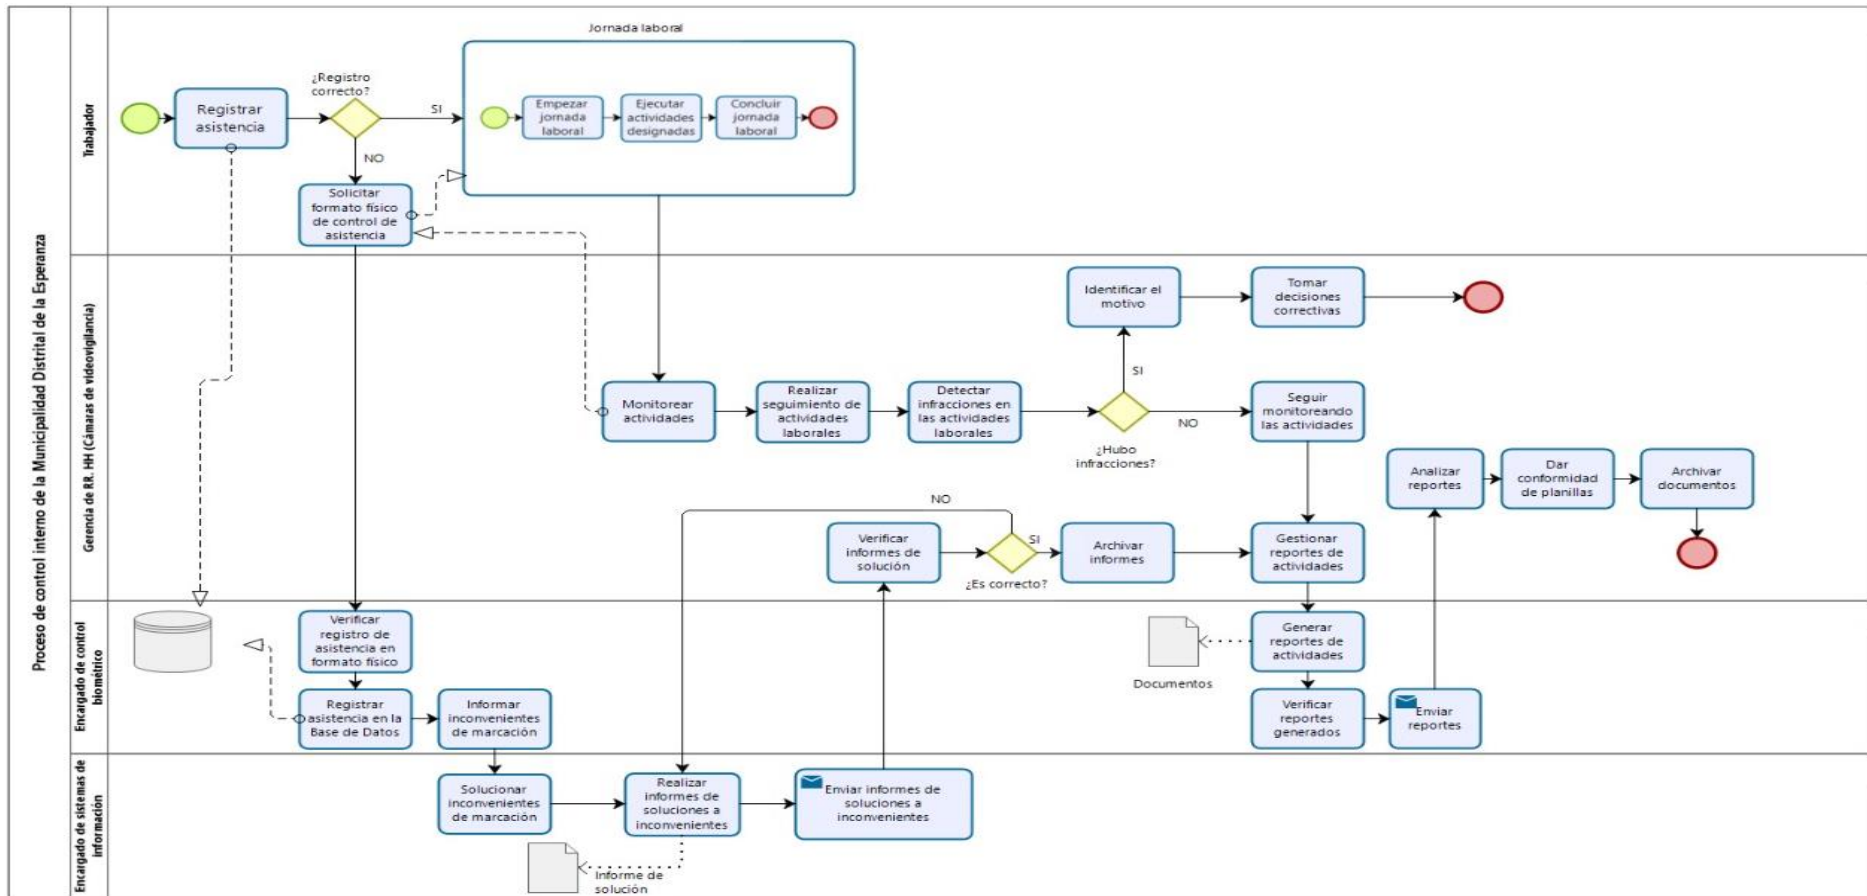 Proceso de control interno de la Municipalidad Distrital de la Esperanza
Trabajador
Jornada laboral
Registrar
asistencia
¿Registro
correcto?
SI
NO
Empezar
jornada
laboral
Ejecutar
actividades
designadas
Concluir
jornada
laboral
Solicitar
formato físico
de control de
asistencia
Gerencia de RR. HH (Cámaras de videovigilancia)
Identificar el
motivo
Tomar
decisiones
correctivas
SI
Monitorear
actividades
Realizar
seguimiento de
actividades
laborales
Detectar
infracciones en
las actividades
laborales
¿Hubo
infracciones?
NO
Seguir
monitoreando
las actividades
Analizar
reportes
Dar
conformidad
de planillas
Archivar
documentos
NO
Verificar
informes de
solución
SI
¿Es correcto?
Archivar
informes
Gestionar
reportes de
actividades
Encargado de control
biométrico
Verificar
registro de
asistencia en
formato físico
Registrar
asistencia en la
Base de Datos
Informar
inconvenientes
de marcación
Documentos
Generar
reportes de
actividades
Verificar
reportes
generados
Enviar
reportes
Encargado de sistemas de
información
Solucionar
inconvenientes
de marcación
Realizar
informes de
soluciones a
inconvenientes
Enviar informes de
soluciones a
inconvenientes
Informe de
solución